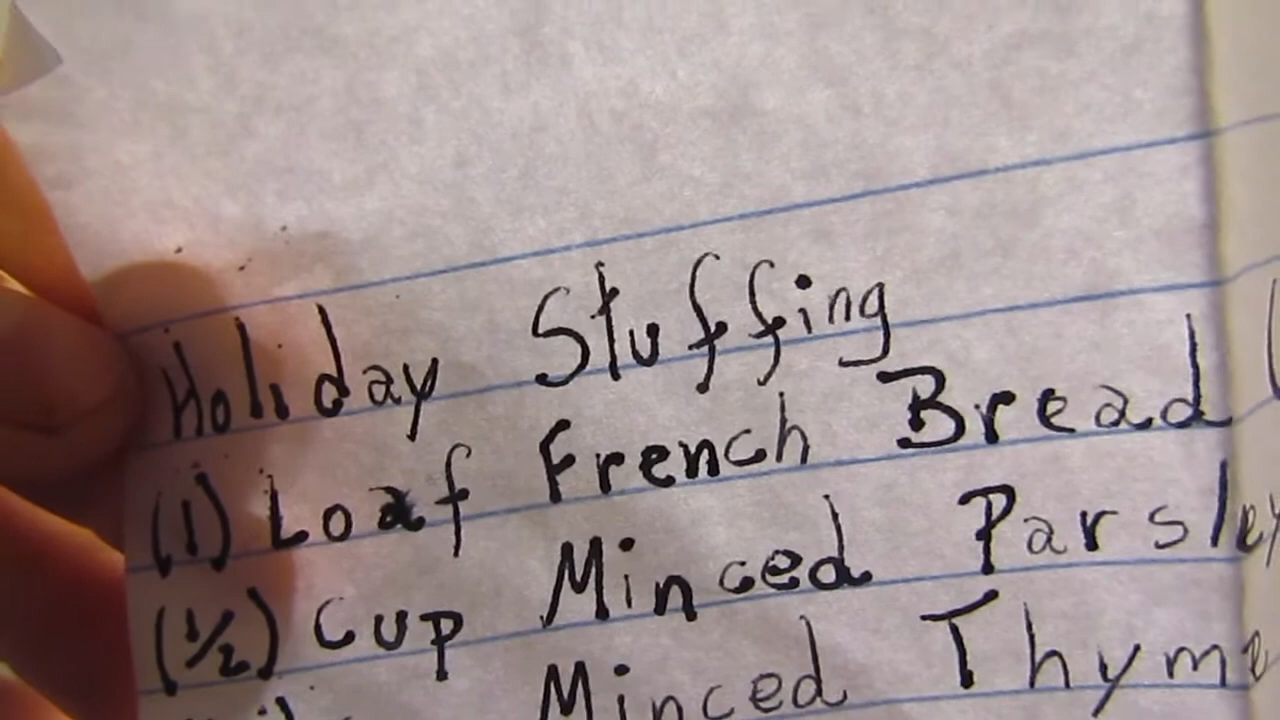 Holiday Stuffing
(1) Loaf French Bread (
(1/2) Cup Minced Parsley
Minced Thyme